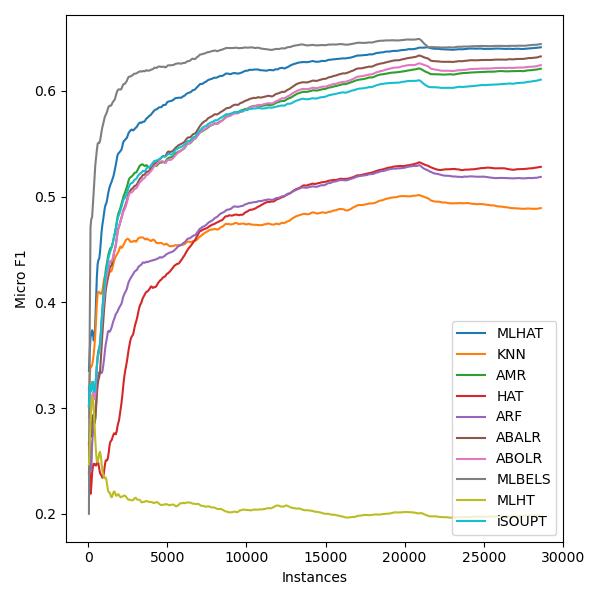 0.6
0.5
0.4
0.3
0.2
Micro F1
0 5000 10000 15000 20000 25000 30000
Instances
MLHAT
KNN
AMR
HAT
ARF
ABALR
ABOLR
MLBELS
MLHT
iSOUPT